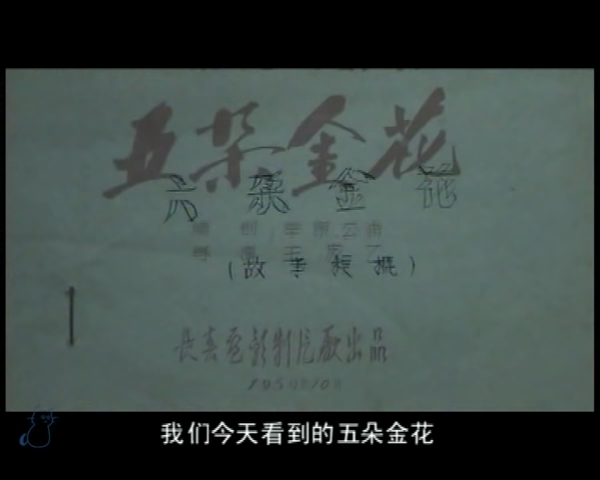 五朵金花
六朵金花
(故事梗概)
长春电影制片厂出品
我们今天看到的五朵金花